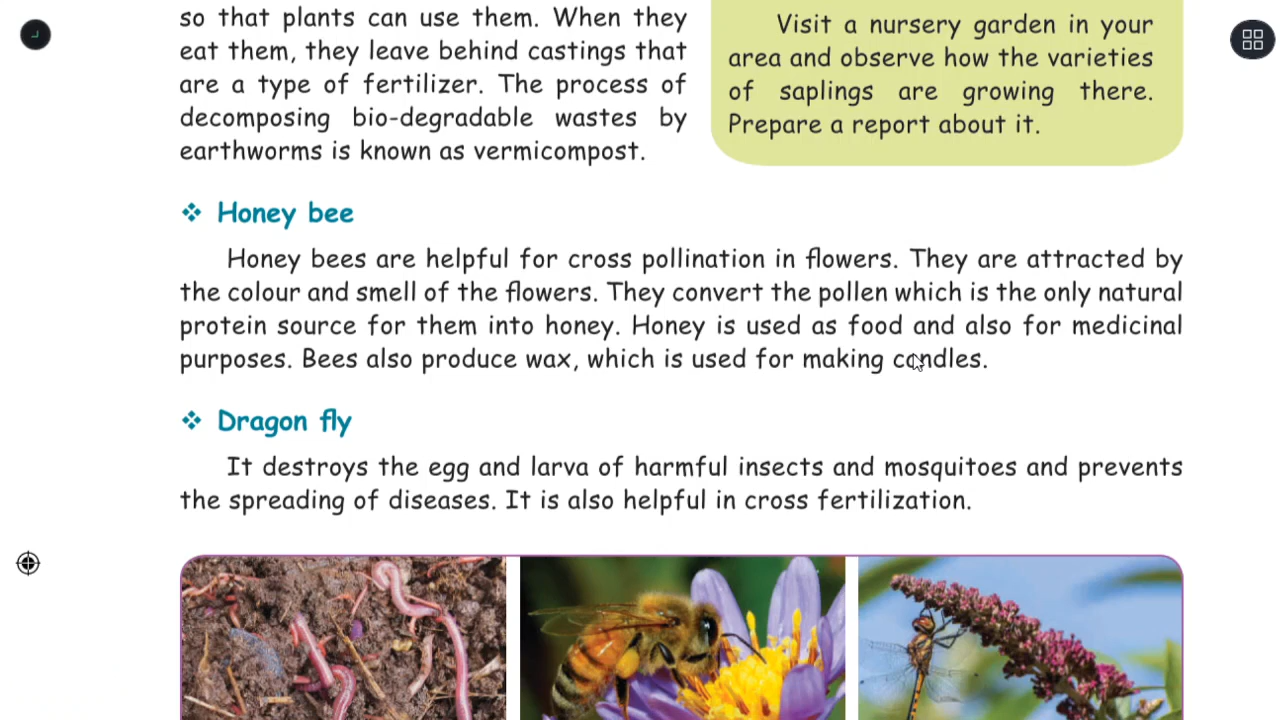 so that plants can use them. When they
eat them, they leave behind castings that
are a type of fertilizer. The process of
decomposing bio-degradable wastes by
earthworms is known as vermicompost.
Visit a nursery garden in your
area and observe how the varieties
of saplings are growing there.
Prepare a report about it.
❖ Honey bee
Honey bees are helpful for cross pollination in flowers. They are attracted by
the colour and smell of the flowers. They convert the pollen which is the only natural
protein source for them into honey. Honey is used as food and also for medicinal
purposes. Bees also produce wax, which is used for making candles.
❖ Dragon fly
It destroys the egg and larva of harmful insects and mosquitoes and prevents
the spreading of diseases. It is also helpful in cross fertilization.